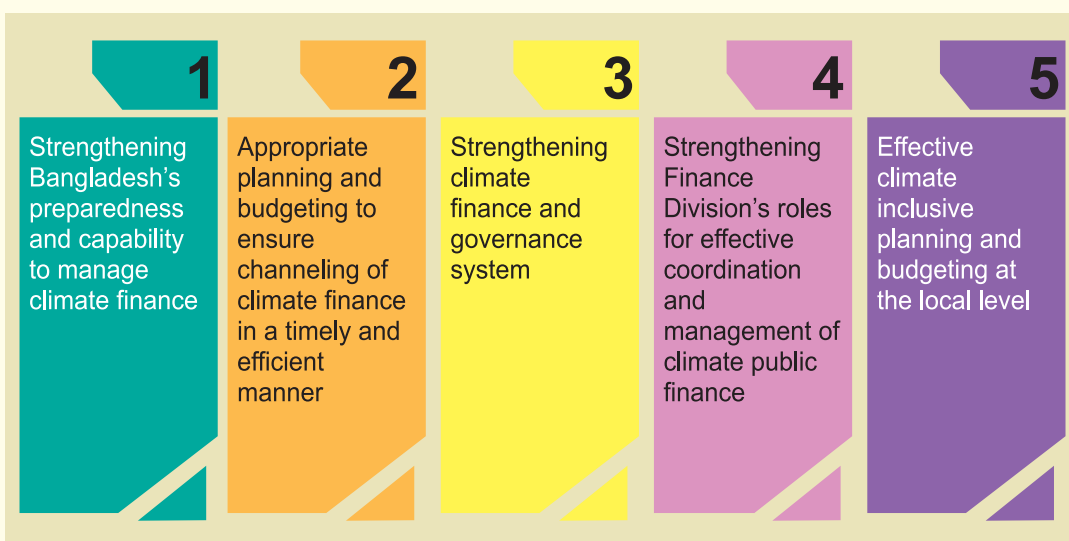 1
Strengthening
Bangladesh's
preparedness
and capability
to manage
climate finance
2
Appropriate
planning and
budgeting to
ensure
channeling of
climate finance
in a timely and
efficient
manner
3
Strengthening
climate
finance and
governance
system
4
Strengthening
Finance
Division's roles
for effective
coordination
and
management of
climate public
finance
5
Effective
climate
inclusive
planning and
budgeting at
the local level